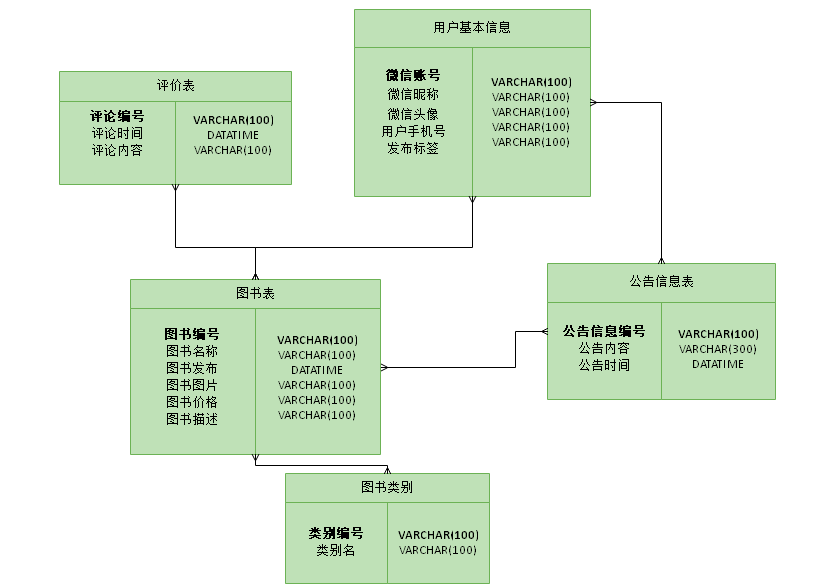 用户基本信息
微信账号 VARCHAR(100)
微信昵称 VARCHAR(100)
微信头像 VARCHAR(100)
用户手机号 VARCHAR(100)
发布标签 VARCHAR(100)
评价表
评论编号 VARCHAR(100)
评论时间 DATATIME
评论内容 VARCHAR(100)
图书表
图书编号 VARCHAR(100)
图书名称 VARCHAR(100)
图书发布 DATATIME
图书图片 VARCHAR(100)
图书价格 VARCHAR(100)
图书描述 VARCHAR(100)
公告信息表
公告信息编号 VARCHAR(100)
公告内容 VARCHAR(300)
公告时间 DATATIME
图书类别
类别编号 VARCHAR(100)
类别名 VARCHAR(100)